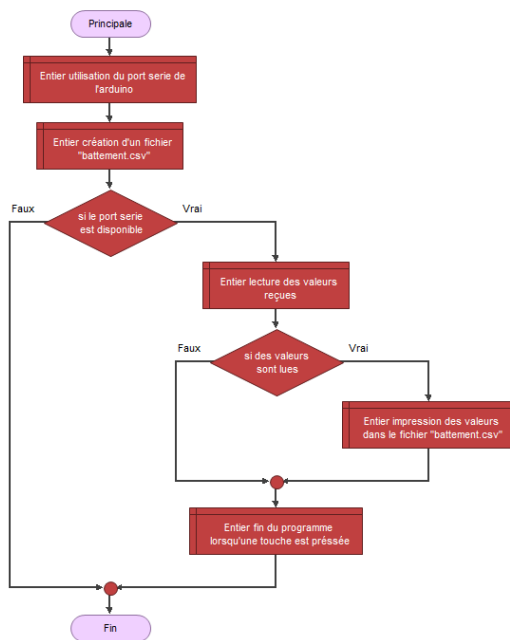 Principale
Entier utilisation du port serie de
l'arduino
Entier création d'un fichier
"battement.csv"
Faux
Vrai
si le port serie
est disponible
Entier lecture des valeurs
reçues
Faux
Vrai
si des valeurs
sont lues
Entier impression des valeurs
dans le fichier "battement.csv"
Entier fin du programme
lorsqu'une touche est préssée
Fin